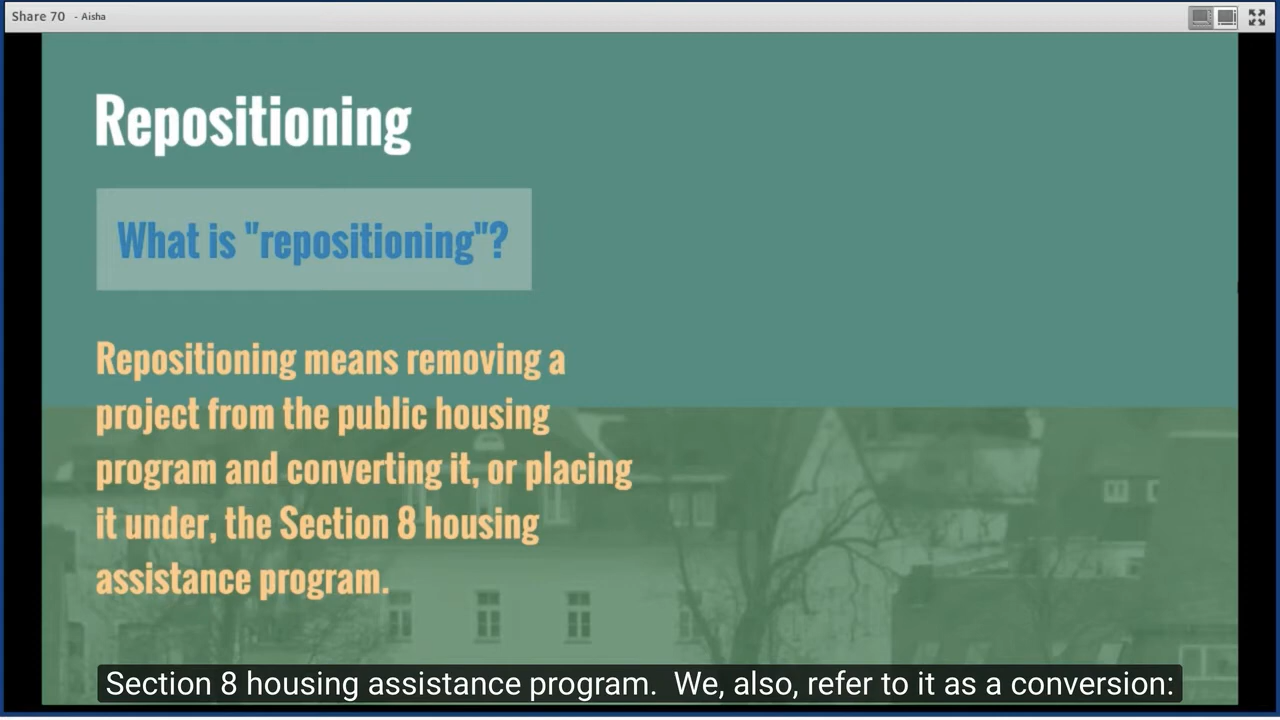 Share 70 - Aisha
Repositioning
What is "repositioning"?
Repositioning means removing a
project from the public housing
program and converting it, or placing
it under, the Section 8 housing
assistance program.
Section 8 housing assistance program.  We, also, refer to it as a conversion: